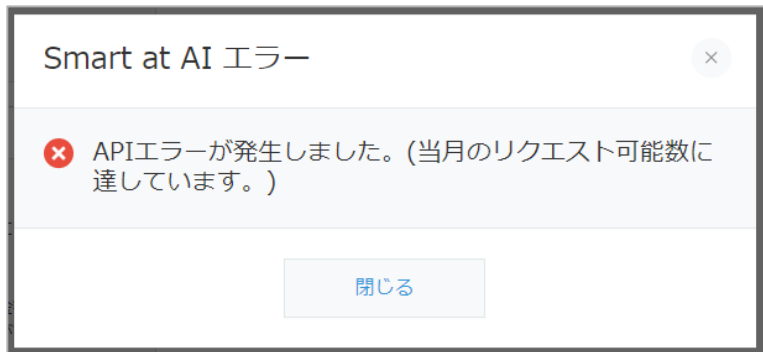 Smart at AI エラー
APIエラーが発生しました。(当月のリクエスト可能数に
達しています。)
閉じる